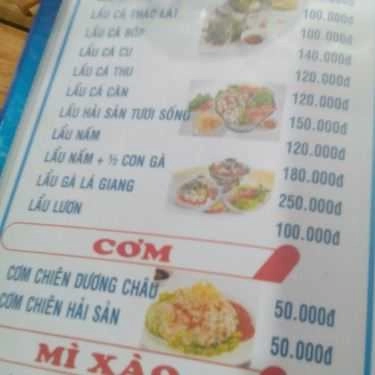 LẨU CÁ THÁC LÁT 100.000đ
LẨU CÁ BỚP 100.000đ
LẨU CÁ CU 140.000đ
LẨU CÁ THU 120.000đ
LẨU CÁ CĂN 120.000đ
LẨU HẢI SẢN TƯƠI SỐNG 150.000đ
LẨU NẤM 120.000đ
LẨU NẤM + ½ CON GÀ 180.000đ
LẨU GÀ LÁ GIANG 250.000đ
LẨU LƯƠN 100.000đ
CƠM
CƠM CHIÊN DƯƠNG CHÂU 50.000đ
CƠM CHIÊN HẢI SẢN 50.000đ
MÌ XÀO